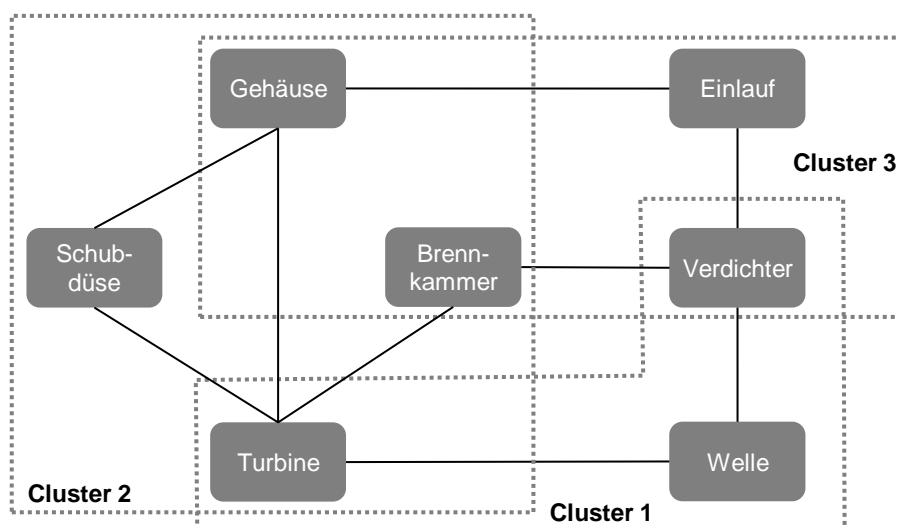 Gehäuse
Einlauf
Cluster 3
Schub-
düse
Brenn-
kammer
Verdichter
Turbine
Welle
Cluster 2
Cluster 1